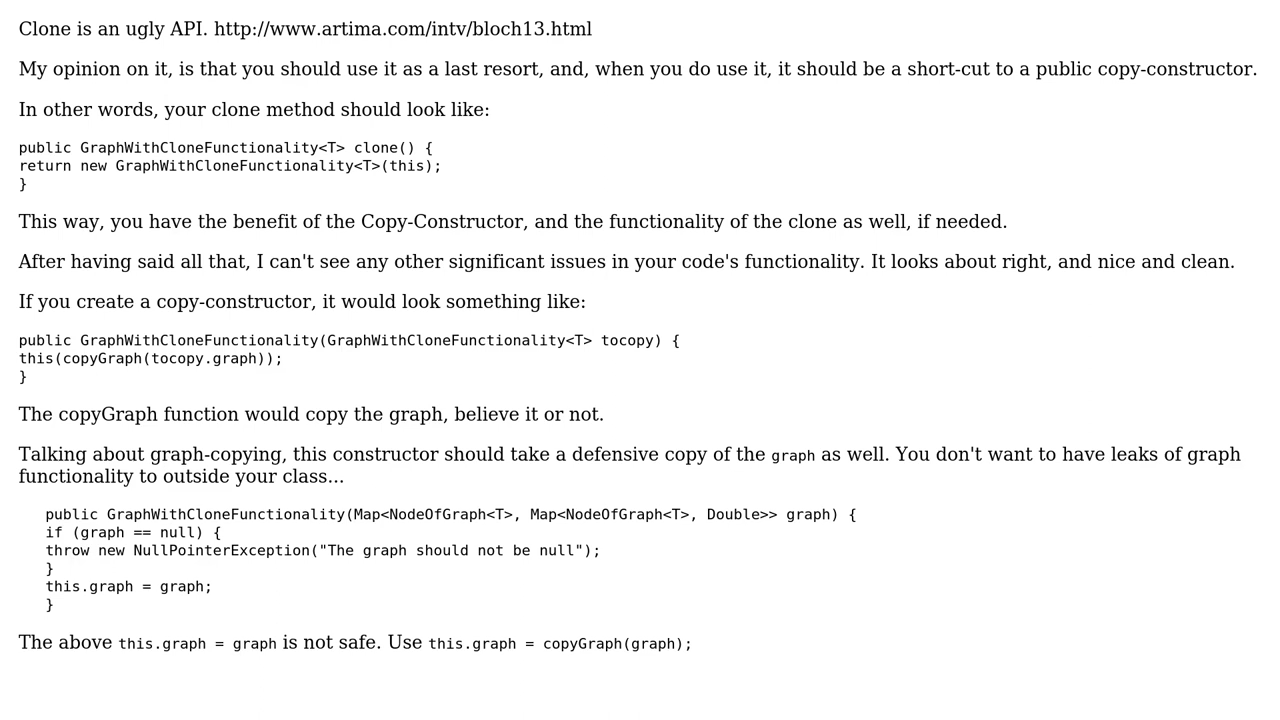 Clone is an ugly API. http://www.artima.com/intv/bloch13.html
My opinion on it, is that you should use it as a last resort, and, when you do use it, it should be a short-cut to a public copy-constructor.
In other words, your clone method should look like:
public GraphWithCloneFunctionality<T> clone() {
return new GraphWithCloneFunctionality<T>(this);
}
This way, you have the benefit of the Copy-Constructor, and the functionality of the clone as well, if needed.
After having said all that, I can't see any other significant issues in your code's functionality. It looks about right, and nice and clean.
If you create a copy-constructor, it would look something like:
public GraphWithCloneFunctionality(GraphWithCloneFunctionality<T> tocopy) {
this(copyGraph(tocopy.graph));
}
The copyGraph function would copy the graph, believe it or not.
Talking about graph-copying, this constructor should take a defensive copy of the graph as well. You don't want to have leaks of graph
functionality to outside your class...
public GraphWithCloneFunctionality(Map<NodeOfGraph<T>, Map<NodeOfGraph<T>, Double>> graph) {
if (graph == null) {
throw new NullPointerException("The graph should not be null");
}
this.graph = graph;
}
The above this.graph = graph is not safe. Use this.graph = copyGraph(graph);